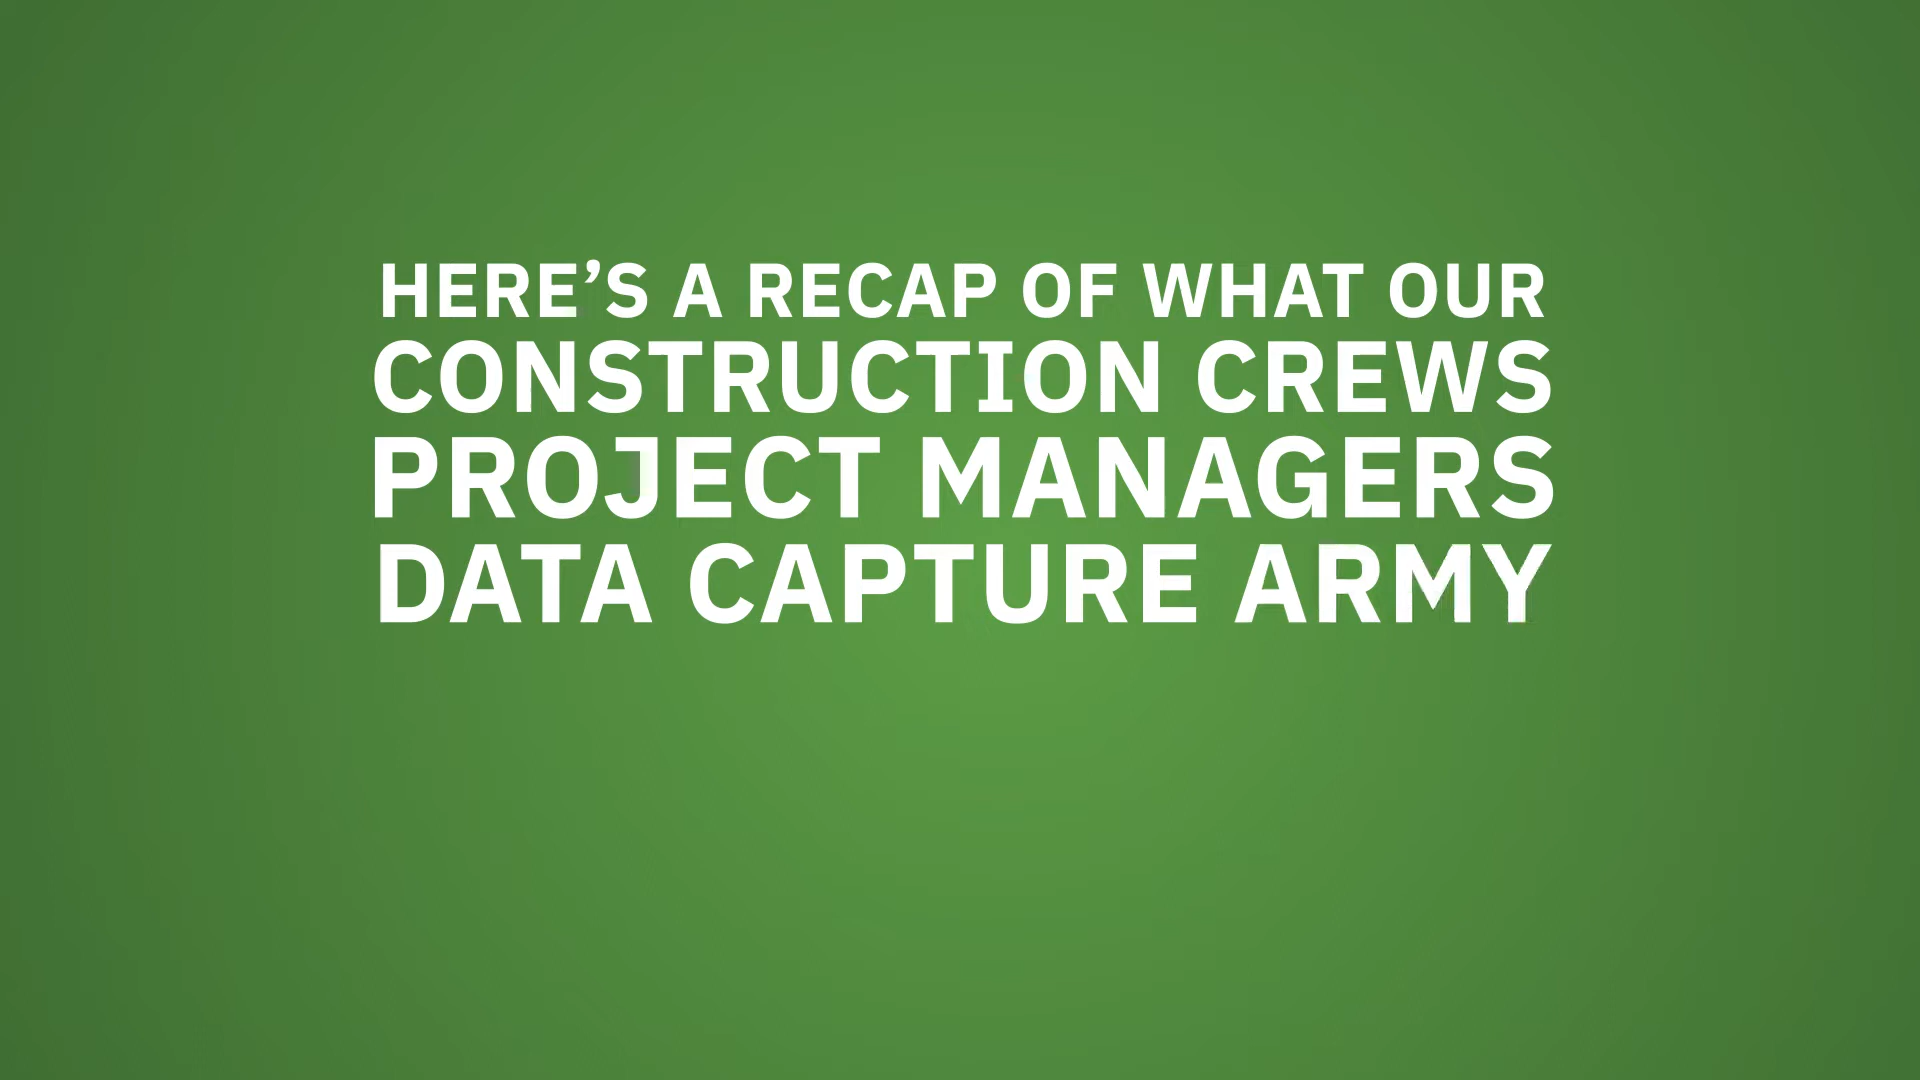 HERE’S A RECAP OF WHAT OUR
CONSTRUCTION CREWS
PROJECT MANAGERS
DATA CAPTURE ARMY